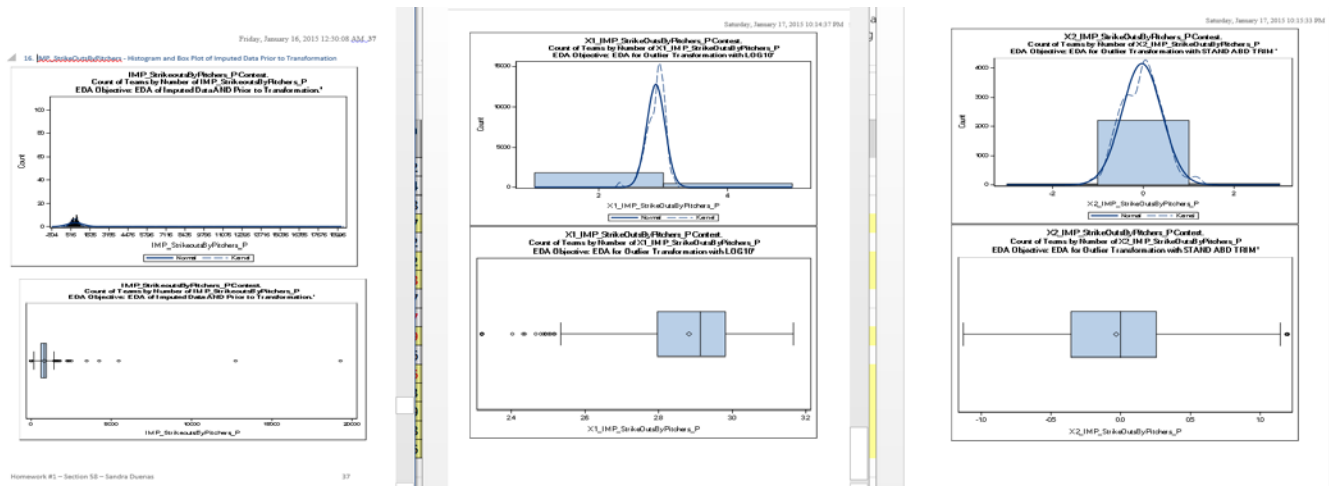 Friday, January 16, 2015 12:50:08 AM 37
16. IMP_StrikeOutsByPitchers - Histogram and Box Plot of Imputed Data Prior to Transformation
IMP_StrikeoutsByPitchers_P Contest.
Count of Teams by Number of IMP_StrikeoutsByPitchers_P
EDA Objective: EDA of Imputed Data AND Prior to Transformation.'
Count
100
80
60
40
20
0
IMP_StrikeoutsByPitchers_P
Normal Kernel
IMP_StrikeoutsByPitchers_P Contest.
Count of Teams by Number of IMP_StrikeoutsByPitchers_P
EDA Objective: EDA of Imputed Data AND Prior to Transformation.'
0 5000 10000 15000 20000
IMP_StrikeoutsByPitchers_P
Homework #1 – Section 58 – Sandra Duenas 37
Saturday, January 17, 2015 10:14:37 PM
X1_IMP_StrikeOutsByPitchers_P Contest.
Count of Teams by Number of X1_IMP_StrikeOutsByPitchers_P
EDA Objective: EDA for Outlier Transformation with LOG10'
Count
15000
10000
5000
0
2 4
X1_IMP_StrikeOutsByPitchers_P
Normal Kernel
X1_IMP_StrikeOutsByPitchers_P Contest.
Count of Teams by Number of X1_IMP_StrikeOutsByPitchers_P
EDA Objective: EDA for Outlier Transformation with LOG10'
2.4 2.6 2.8 3.0 3.2
X1_IMP_StrikeOutsByPitchers_P
Saturday, January 17, 2015 10:15:33 PM
X2_IMP_StrikeOutsByPitchers_P Contest.
Count of Teams by Number of X2_IMP_StrikeOutsByPitchers_P
EDA Objective: EDA for Outlier Transformation with STAND ABD TRIM'
Count
4000
3000
2000
1000
0
-2 0 2
X2_IMP_StrikeOutsByPitchers_P
Normal Kernel
X2_IMP_StrikeOutsByPitchers_P Contest.
Count of Teams by Number of X2_IMP_StrikeOutsByPitchers_P
EDA Objective: EDA for Outlier Transformation with STAND ABD TRIM'
-1.0 -0.5 0.0 0.5 1.0
X2_IMP_StrikeOutsByPitchers_P